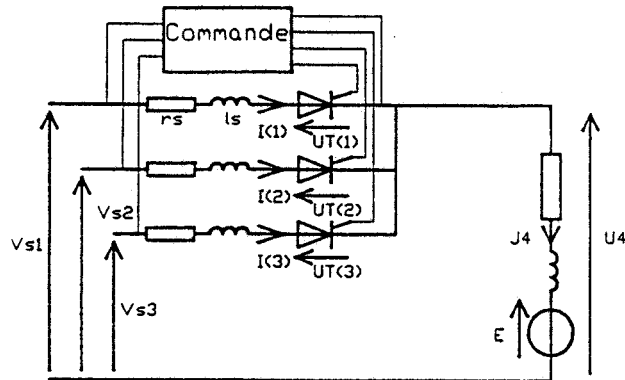 Commande
rs
ls
I(1)
UT(1)
I(2)
UT(2)
Vs2
Vs1
I(3)
UT(3)
J4
U4
Vs3
E